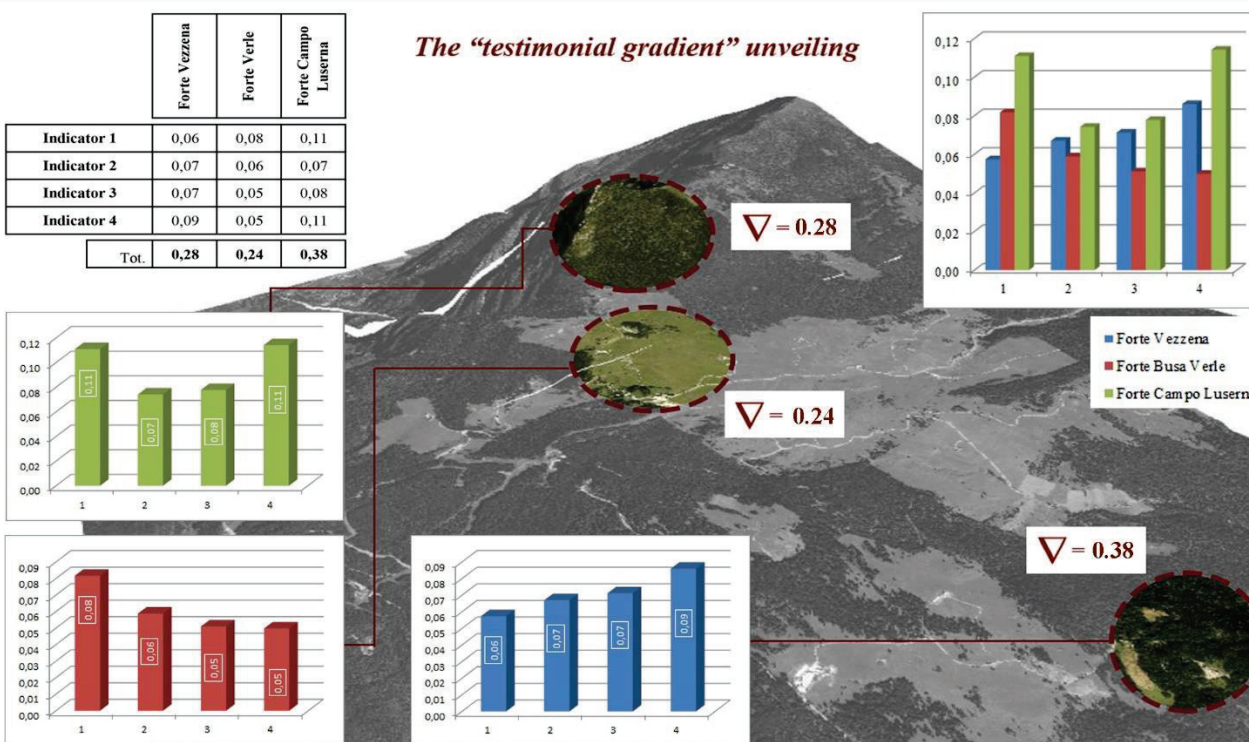 The “testimonial gradient” unveiling
Forte Vezzena
Forte Verle
Forte Campo
Luserna
Indicator 1 0,06 0,08 0,11
Indicator 2 0,07 0,06 0,07
Indicator 3 0,07 0,05 0,08
Indicator 4 0,09 0,05 0,11
Tot. 0,28 0,24 0,38
0,12
0,10
0,08
0,06
0,04
0,02
0,00
1 2 3 4
Forte Vezzena
Forte Busa Verle
Forte Campo Lusern
∇ = 0.28
∇ = 0.24
∇ = 0.38
0,12
0,10
0,08
0,06
0,04
0,02
0,00
0,11 0,07 0,08 0,11
1 2 3 4
0,09
0,08
0,07
0,06
0,05
0,04
0,03
0,02
0,01
0,00
0,08 0,06 0,05 0,05
1 2 3 4
0,09
0,08
0,07
0,06
0,05
0,04
0,03
0,02
0,01
0,00
0,06 0,07 0,07 0,09
1 2 3 4